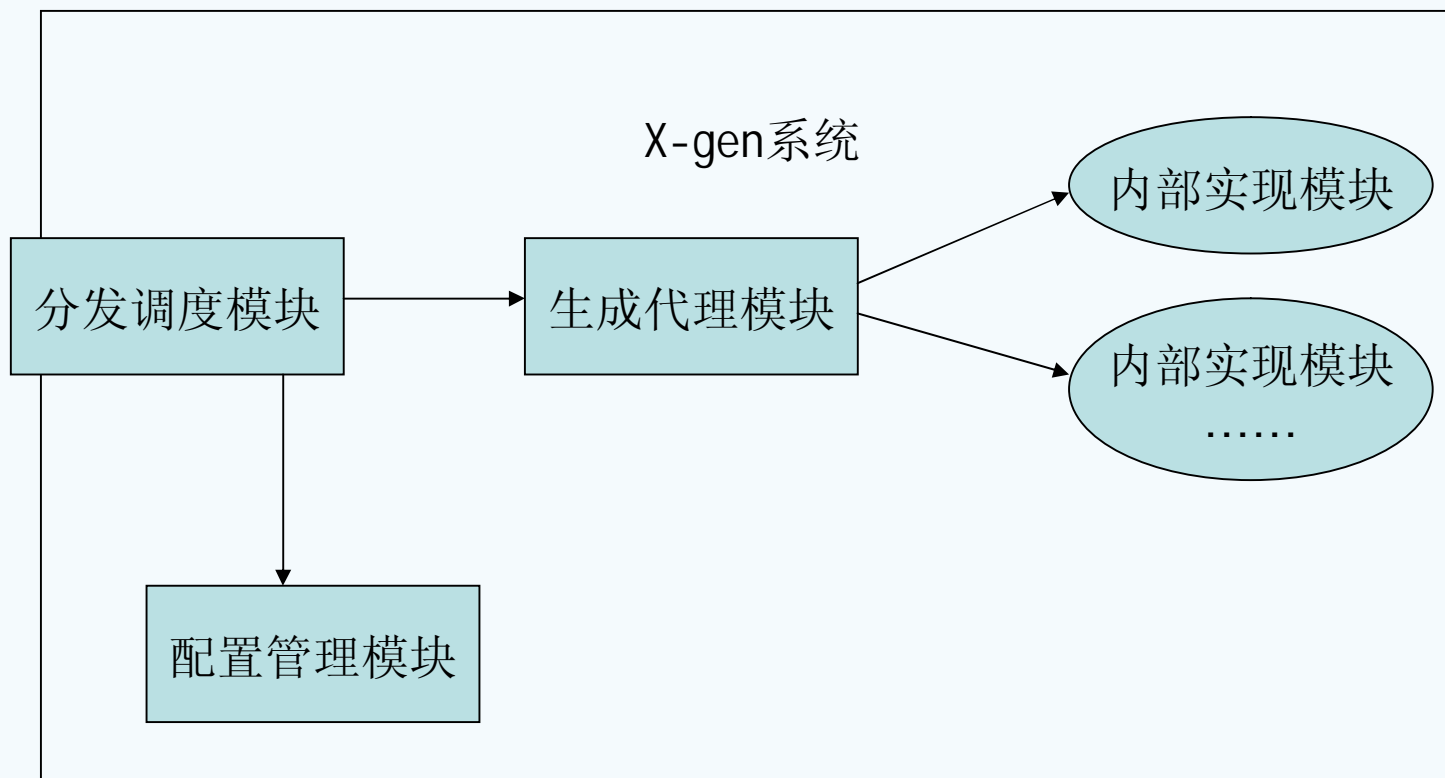 X-gen系统
内部实现模块
分发调度模块
生成代理模块
内部实现模块
......
配置管理模块